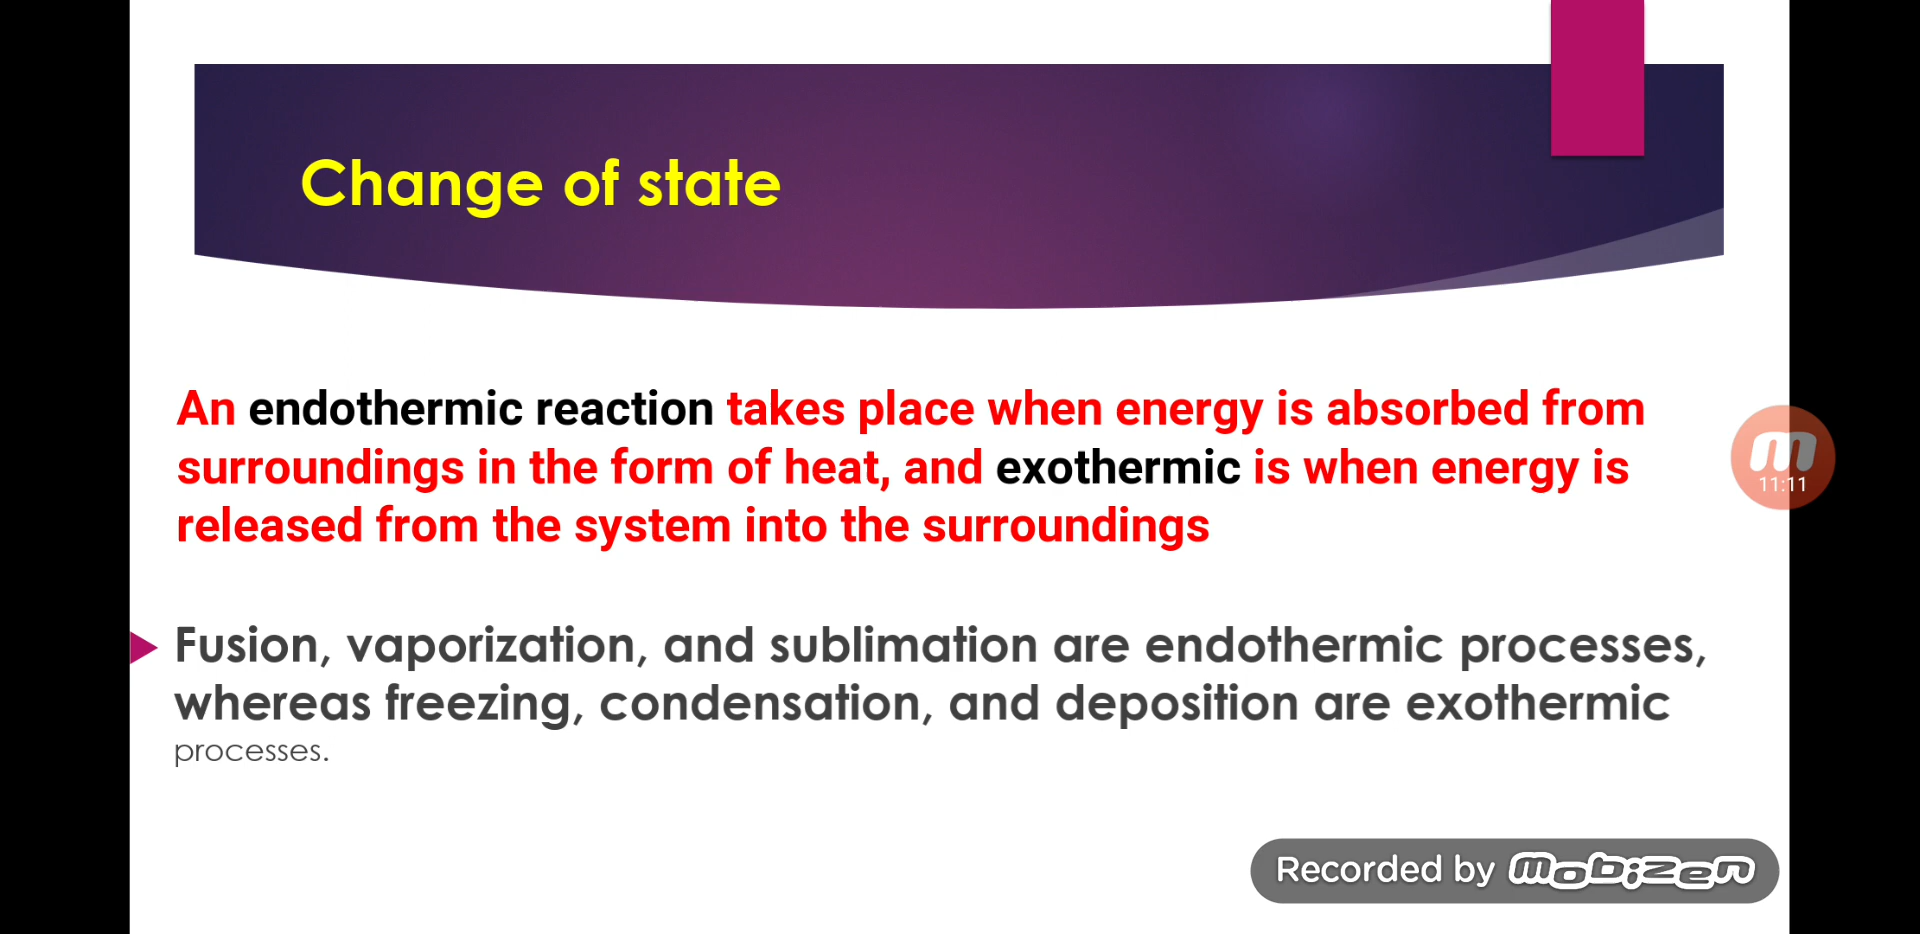 Change of state
An endothermic reaction takes place when energy is absorbed from
surroundings in the form of heat, and exothermic is when energy is
released from the system into the surroundings
Fusion, vaporization, and sublimation are endothermic processes,
whereas freezing, condensation, and deposition are exothermic
processes.
11:11
Recorded by mobizen